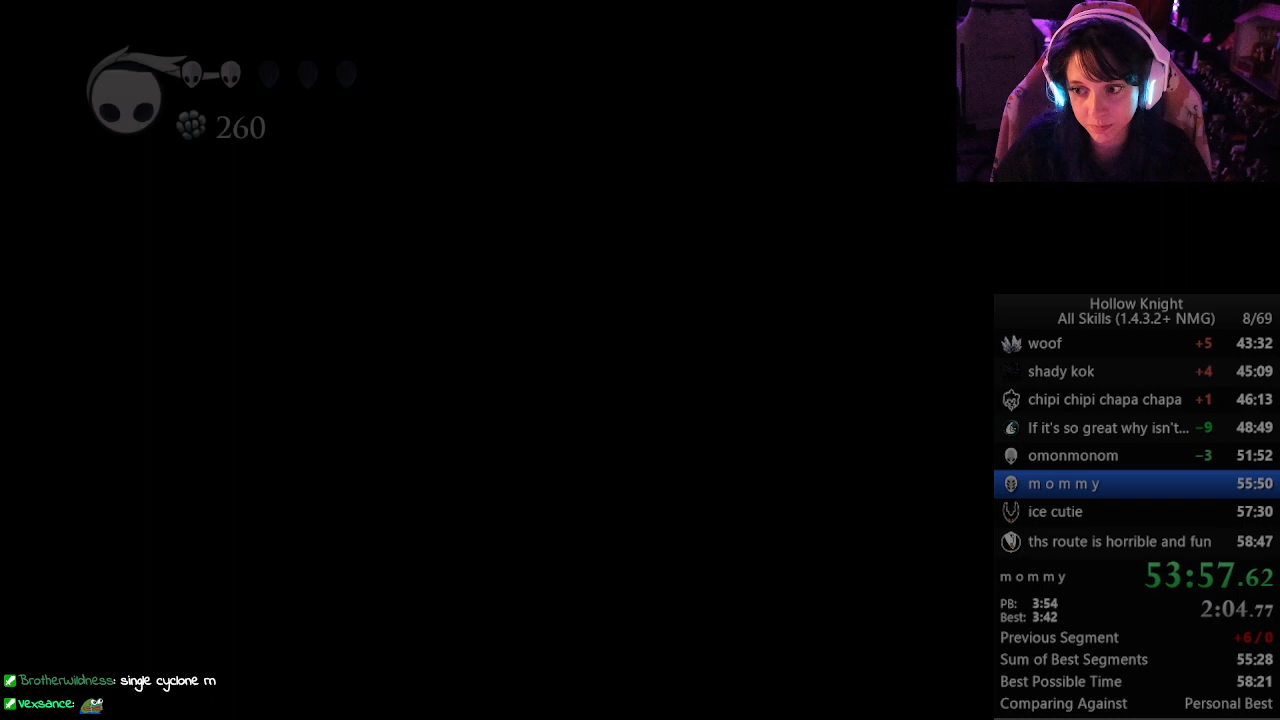 260
Hollow Knight
All Skills (1.4.3.2+ NMG) 8/69
woof +5 43:32
shady kok +4 45:09
chipi chipi chapa chapa +1 46:13
If it's so great why isn't... −9 48:49
omonmonom −3 51:52
m o m m y 55:50
ice cutie 57:30
ths route is horrible and fun 58:47
m o m m y 53:57.62
PB: 3:54 2:04.77
Best: 3:42
Previous Segment +6 / 0
Sum of Best Segments 55:28
Best Possible Time 58:21
Comparing Against Personal Best
Brotherwildness: single cyclone m
vexsance: